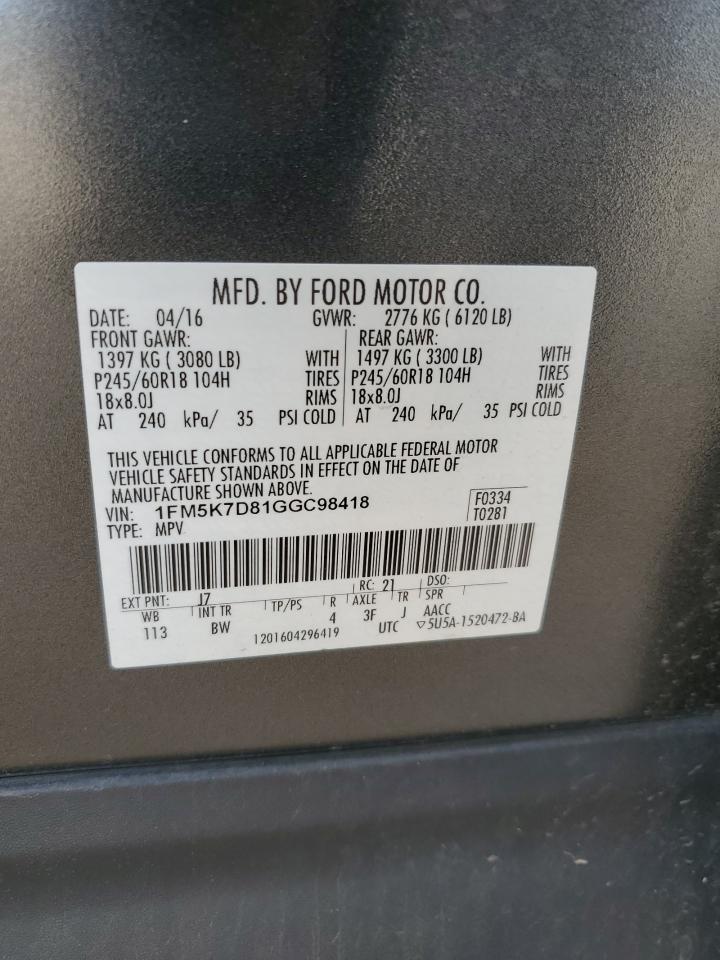 MFD. BY FORD MOTOR CO.
DATE: 04/16 GVWR: 2776 KG ( 6120 LB)
FRONT GAWR: REAR GAWR:
1397 KG ( 3080 LB) WITH 1497 KG ( 3300 LB) WITH
P245/60R18 104H TIRES P245/60R18 104H TIRES
18x8.0J RIMS 18x8.0J RIMS
AT 240 kPa/ 35 PSI COLD AT 240 kPa/ 35 PSI COLD
THIS VEHICLE CONFORMS TO ALL APPLICABLE FEDERAL MOTOR
VEHICLE SAFETY STANDARDS IN EFFECT ON THE DATE OF
MANUFACTURE SHOWN ABOVE.
VIN: 1FM5K7D81GGC98418 F0334
TYPE: MPV T0281
EXT PNT: J7 RC: 21 DSO:
WB INT TR TP/PS R AXLE TR SPR
113 BW 4 3F J AACC
1201604296419 UTC ▽5U5A-1520472-BA